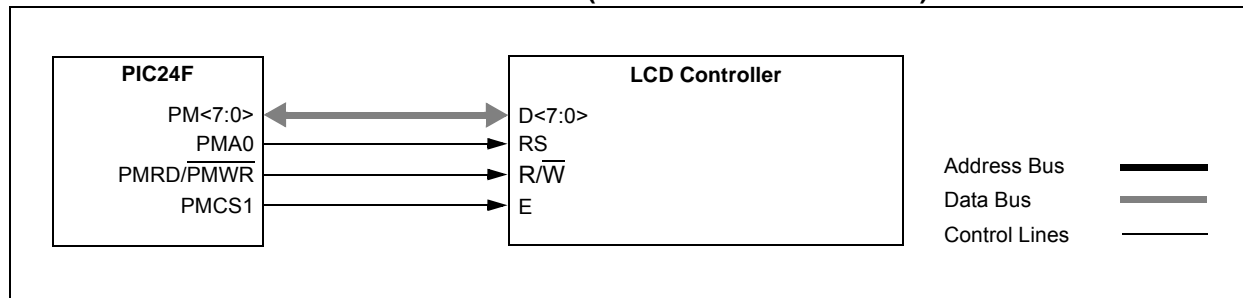 PIC24F
LCD Controller
PM<7:0>
D<7:0>
PMA0
RS
PMRD/PMWR
R/W
PMCS1
E
Address Bus
Data Bus
Control Lines